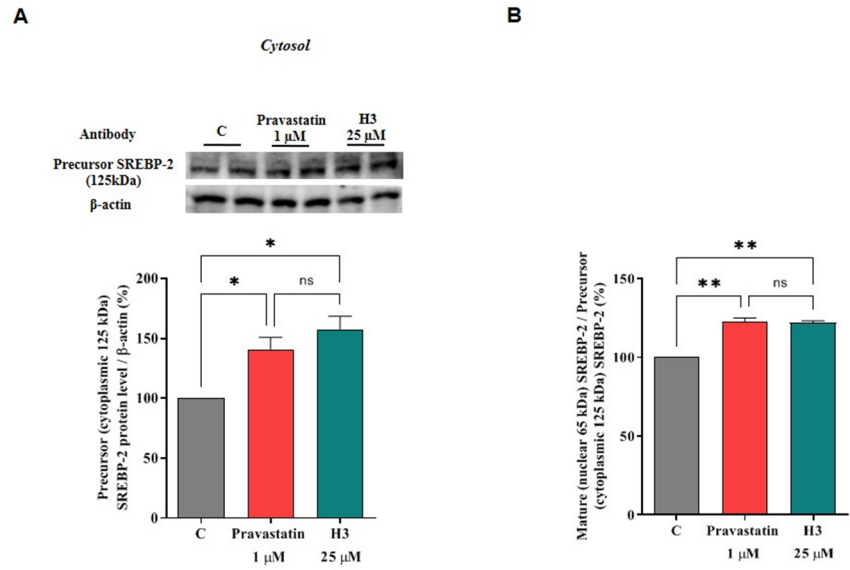 A
Cytosol
Antibody
C
Pravastatin
1 μM
H3
25 μM
Precursor SREBP-2
(125kDa)
β-actin
Precursor (cytoplasmic 125 kDa)
SREBP-2 protein level / β-actin (%)
200
150
100
50
0
*
*
ns
C
Pravastatin
1 μM
H3
25 μM
B
Mature (nuclear 65 kDa) SREBP-2 / Precursor
(cytoplasmic 125 kDa) SREBP-2 (%)
150
100
50
0
**
**
ns
C
Pravastatin
1 μM
H3
25 μM